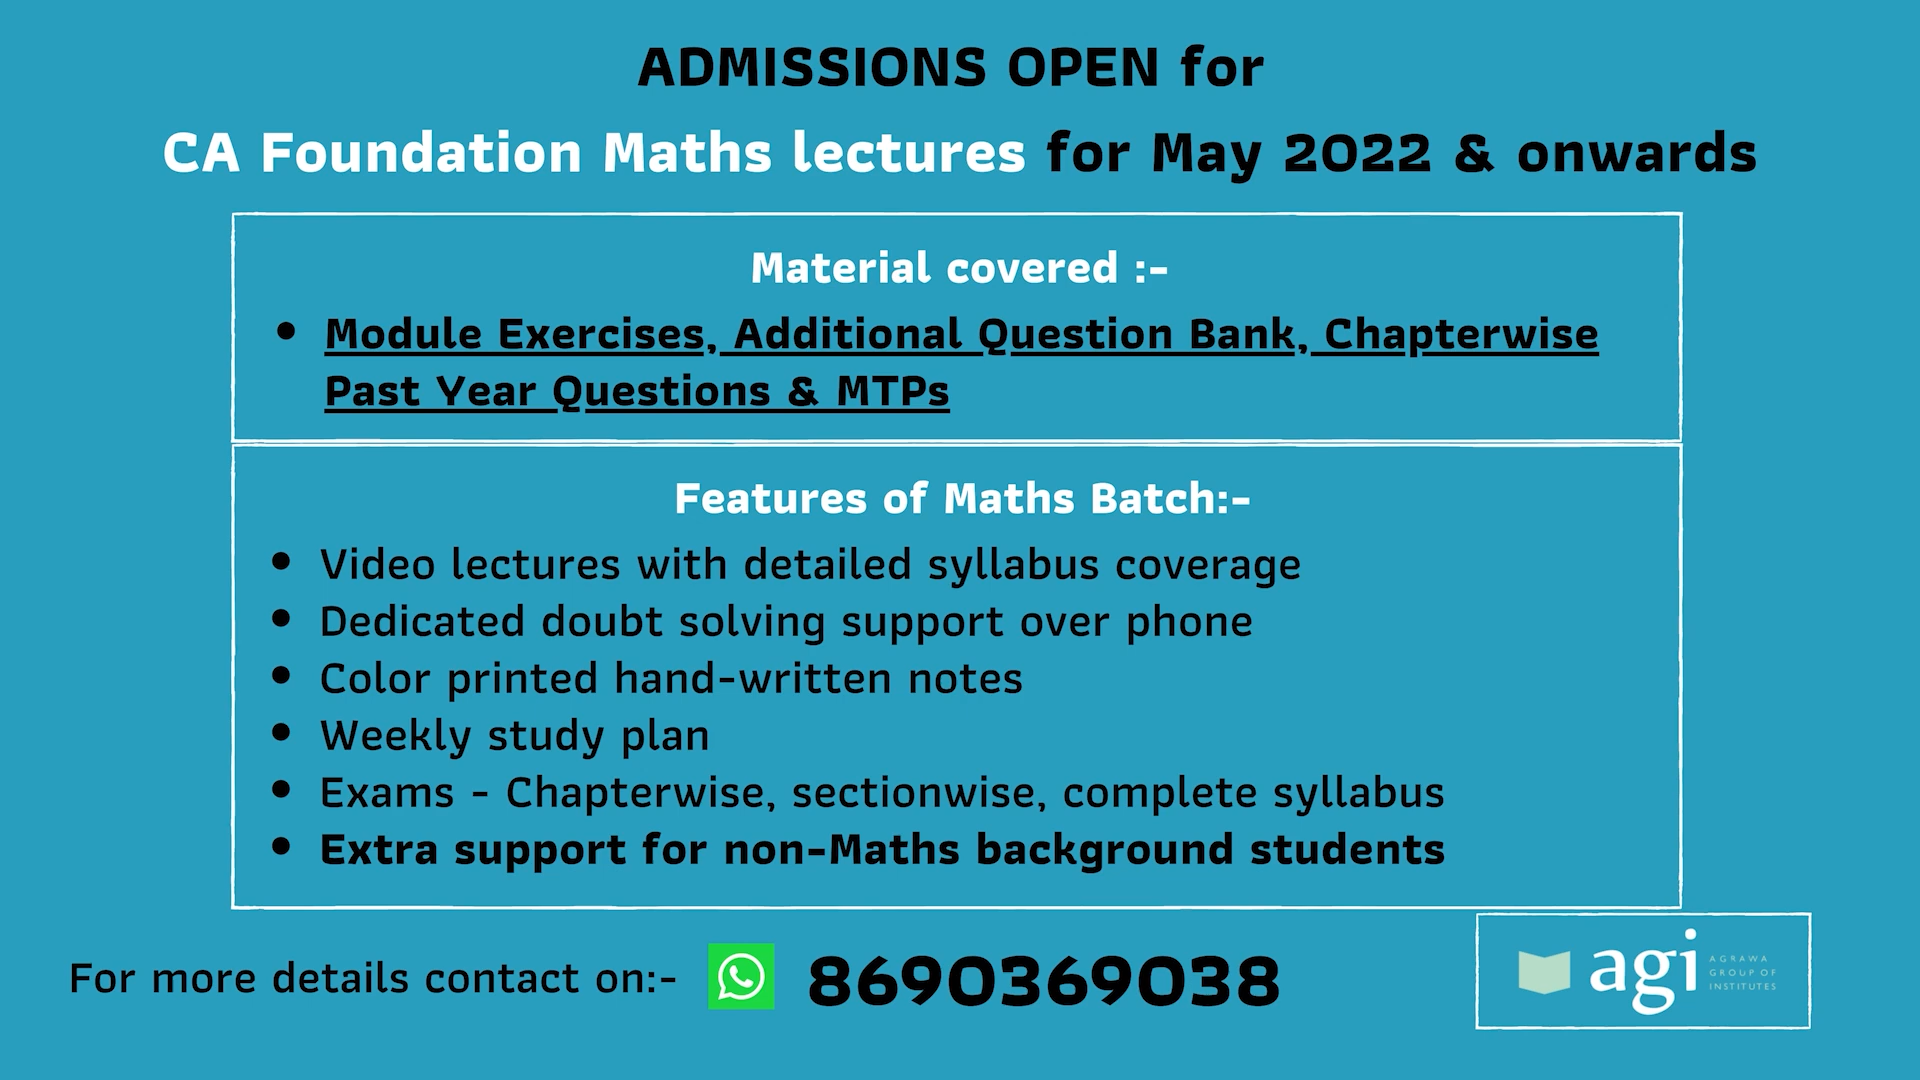 ADMISSIONS OPEN for
CA Foundation Maths lectures for May 2022 & onwards
Material covered :-
• Module Exercises, Additional Question Bank, Chapterwise
Past Year Questions & MTPs
Features of Maths Batch:-
• Video lectures with detailed syllabus coverage
• Dedicated doubt solving support over phone
• Color printed hand-written notes
• Weekly study plan
• Exams - Chapterwise, sectionwise, complete syllabus
• Extra support for non-Maths background students
For more details contact on:- 8690369038
agi
AGRAWA
GROUP OF
INSTITUTES